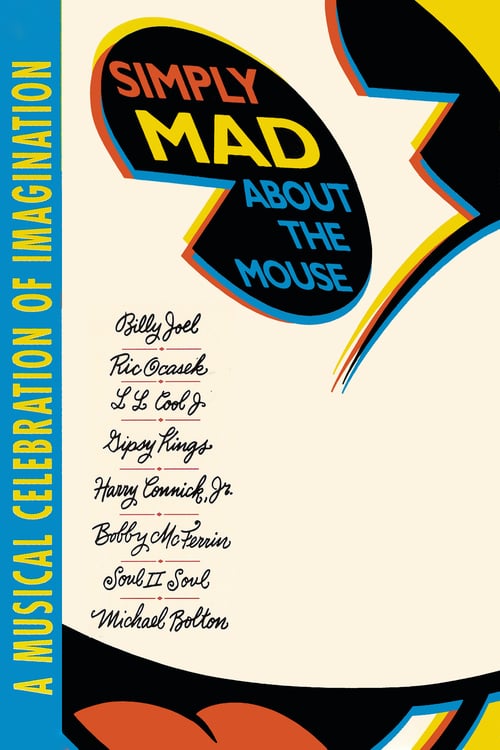 A MUSICAL CELEBRATION OF IMAGINATION
SIMPLY
MAD
ABOUT
THE
MOUSE
Billy Joel
Ric Ocasek
L L Cool J
Gipsy Kings
Harry Connick, Jr.
Bobby McFerrin
Soul II Soul
Michael Bolton